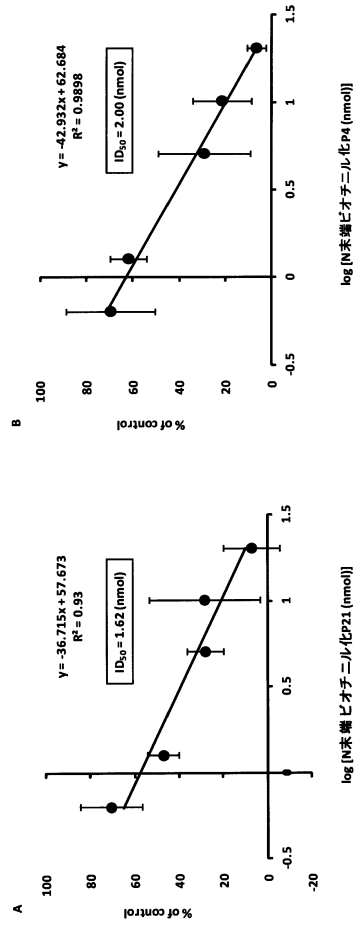 A
y = -36.715x + 57.673
R² = 0.93
ID50 = 1.62 (nmol)
% of control
100
80
60
40
20
0
-20
-0.5
0
0.5
1
1.5
log [N末端 ビオチニル化P21 (nmol)]
B
y = -42.932x + 62.684
R² = 0.9898
ID50 = 2.00 (nmol)
% of control
100
80
60
40
20
0
-0.5
0
0.5
1
1.5
log [N末端ビオチニル化P4 (nmol)]